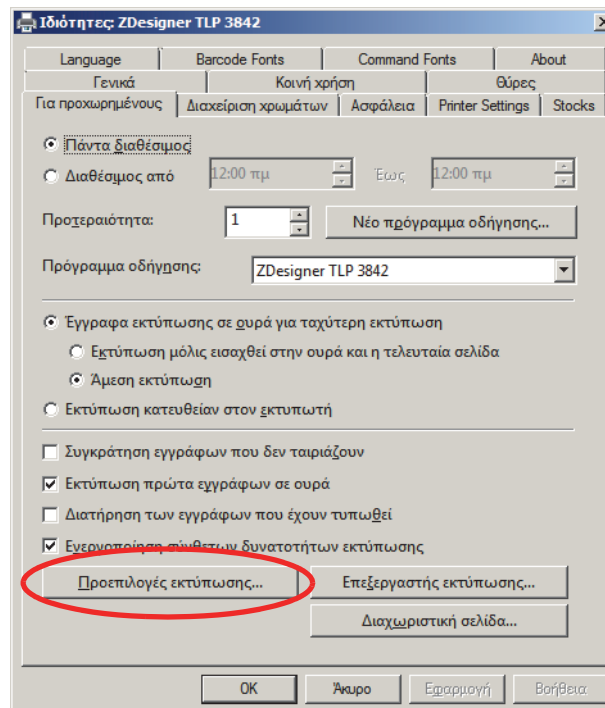 Ιδιότητες: ZDesigner TLP 3842
Language Barcode Fonts Command Fonts About
Γενικά Κοινή χρήση Θύρες
Για προχωρημένους Διαχείριση χρωμάτων Ασφάλεια Printer Settings Stocks
Πάντα διαθέσιμος
Διαθέσιμος από 12:00 πμ Έως 12:00 πμ
Προτεραιότητα: 1 Νέο πρόγραμμα οδήγησης...
Πρόγραμμα οδήγησης: ZDesigner TLP 3842
Έγγραφα εκτύπωσης σε ουρά για ταχύτερη εκτύπωση
Εκτύπωση μόλις εισαχθεί στην ουρά και η τελευταία σελίδα
Άμεση εκτύπωση
Εκτύπωση κατευθείαν στον εκτυπωτή
Συγκράτηση εγγράφων που δεν ταιριάζουν
Εκτύπωση πρώτα εγγράφων σε ουρά
Διατήρηση των εγγράφων που έχουν τυπωθεί
Ενεργοποίηση σύνθετων δυνατοτήτων εκτύπωσης
Προεπιλογές εκτύπωσης... Επεξεργαστής εκτύπωσης...
Διαχωριστική σελίδα...
OK Άκυρο Εφαρμογή Βοήθεια